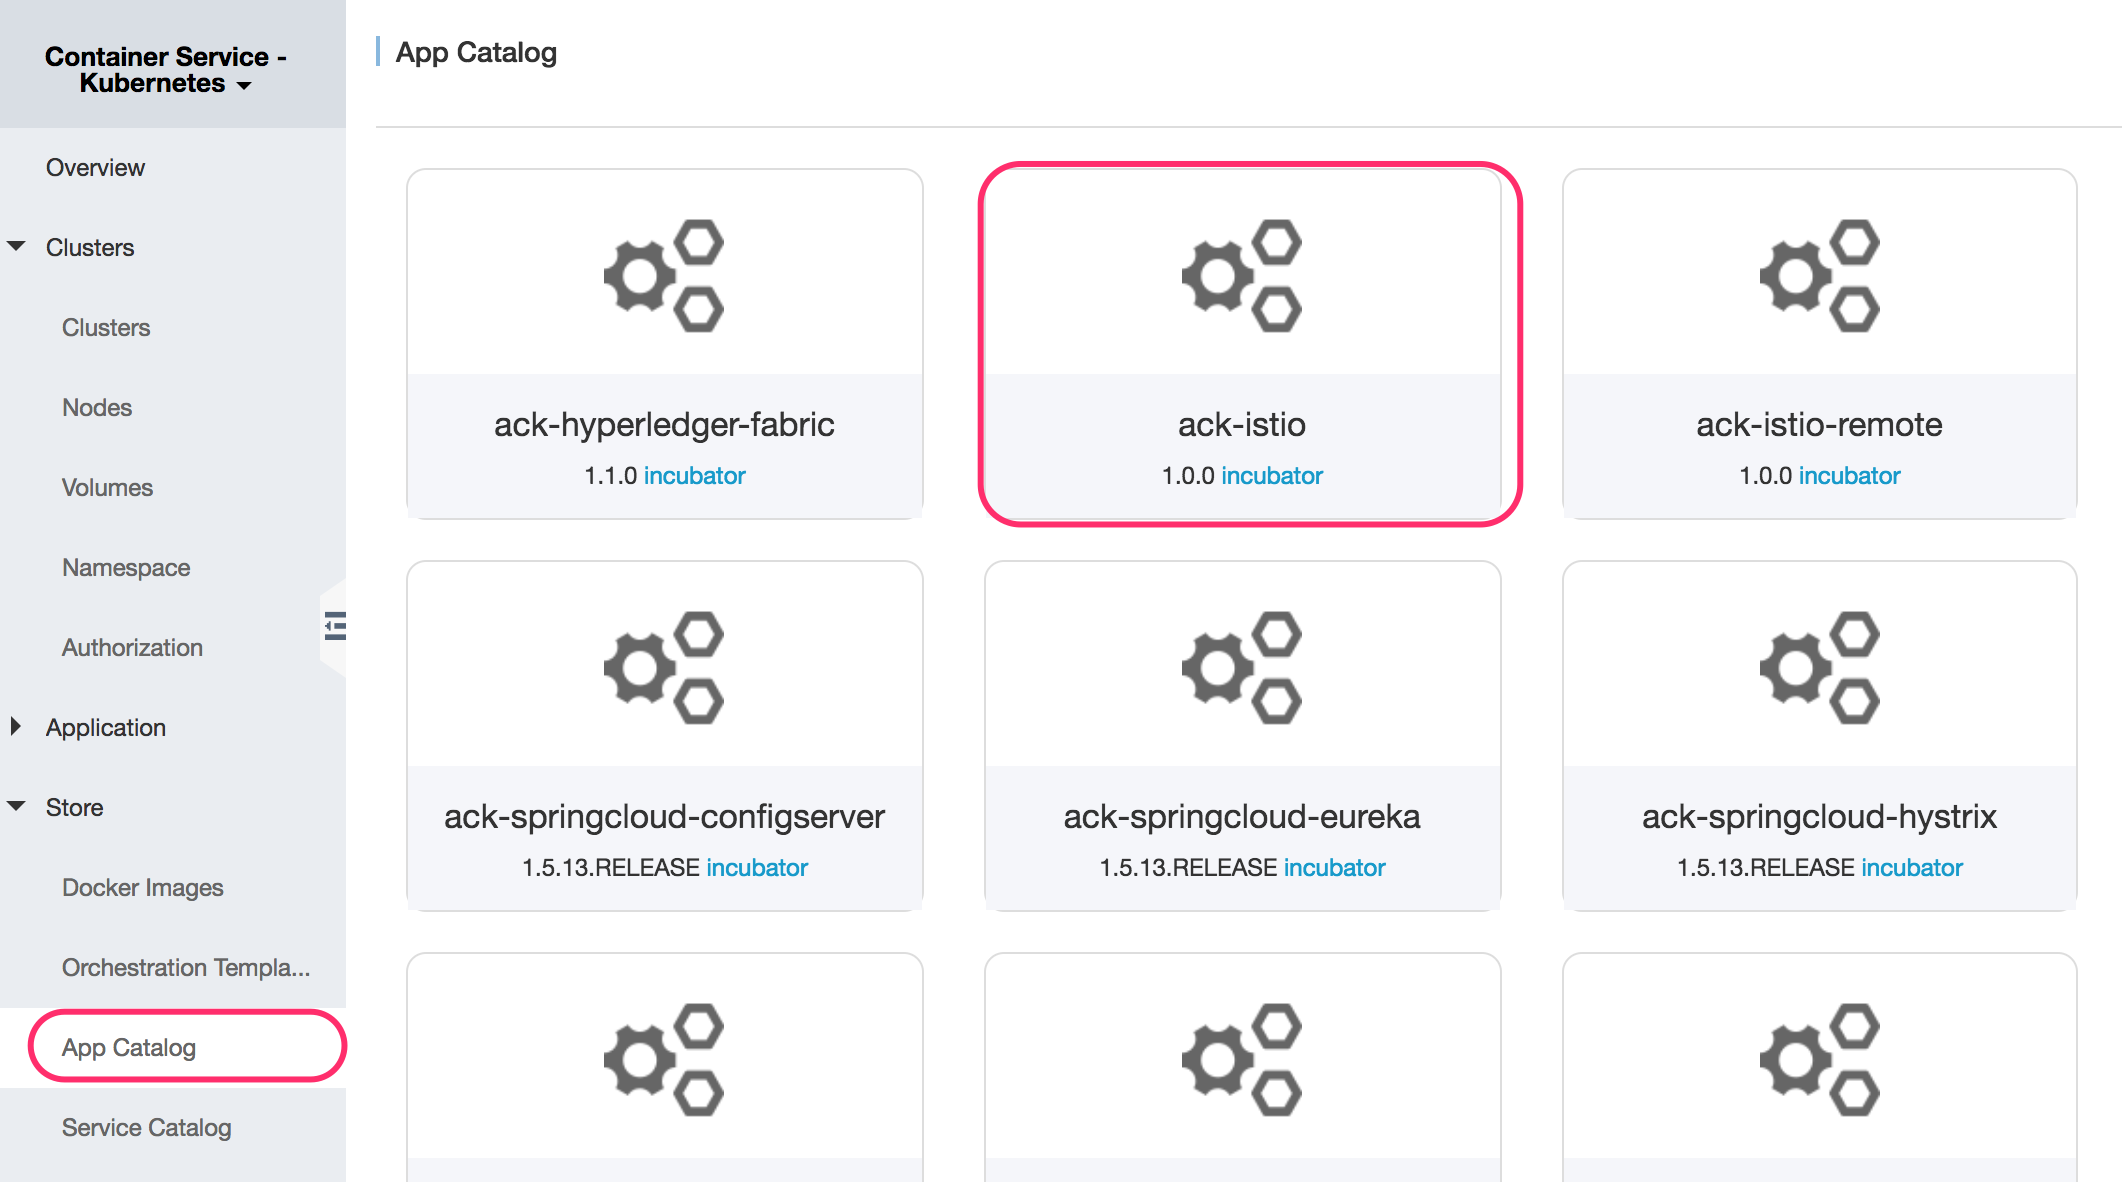 Container Service -
Kubernetes
Overview
Clusters
Clusters
Nodes
Volumes
Namespace
Authorization
Application
Store
Docker Images
Orchestration Templa...
App Catalog
Service Catalog
App Catalog
ack-hyperledger-fabric
1.1.0 incubator
ack-istio
1.0.0 incubator
ack-istio-remote
1.0.0 incubator
ack-springcloud-configserver
1.5.13.RELEASE incubator
ack-springcloud-eureka
1.5.13.RELEASE incubator
ack-springcloud-hystrix
1.5.13.RELEASE incubator